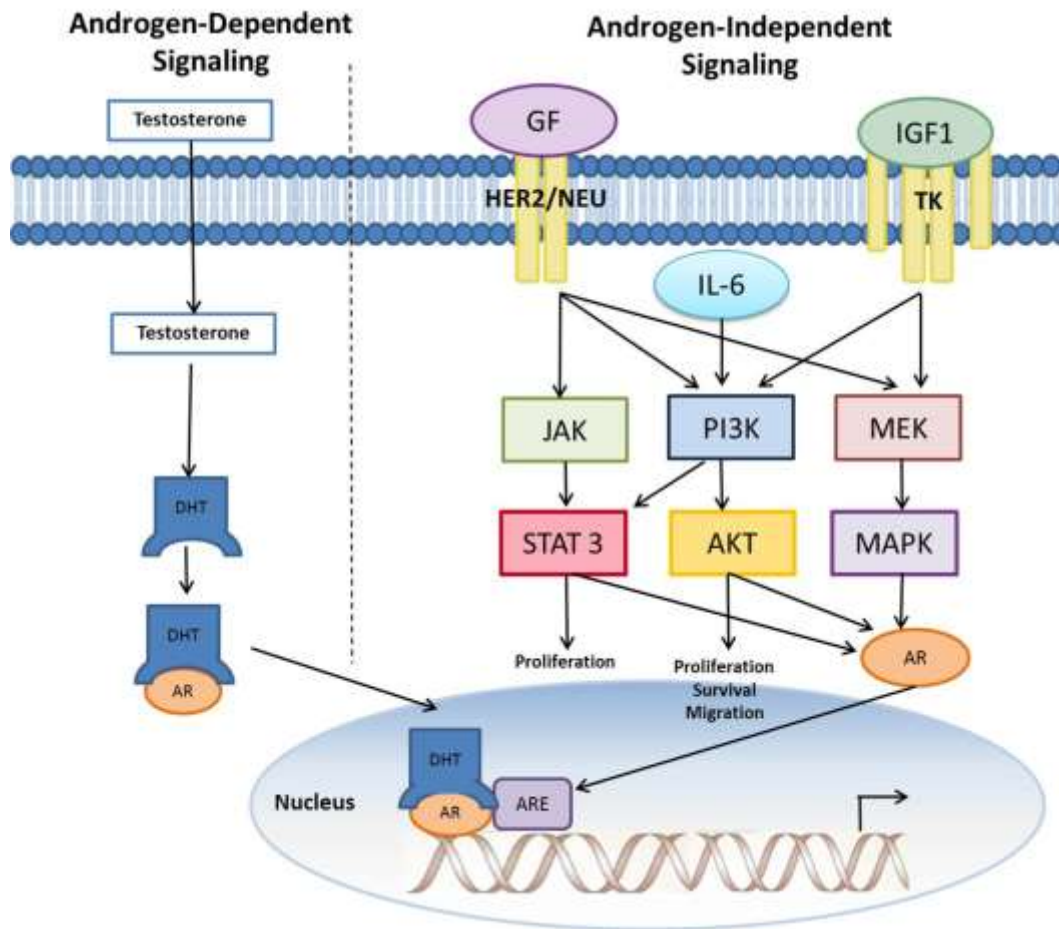 Androgen-Dependent
Signaling
Androgen-Independent
Signaling
Testosterone
GF
IGF1
HER2/NEU
TK
IL-6
Testosterone
JAK
PI3K
MEK
DHT
STAT 3
AKT
MAPK
DHT
AR
Proliferation
Proliferation
Survival
Migration
AR
DHT
Nucleus
AR
ARE